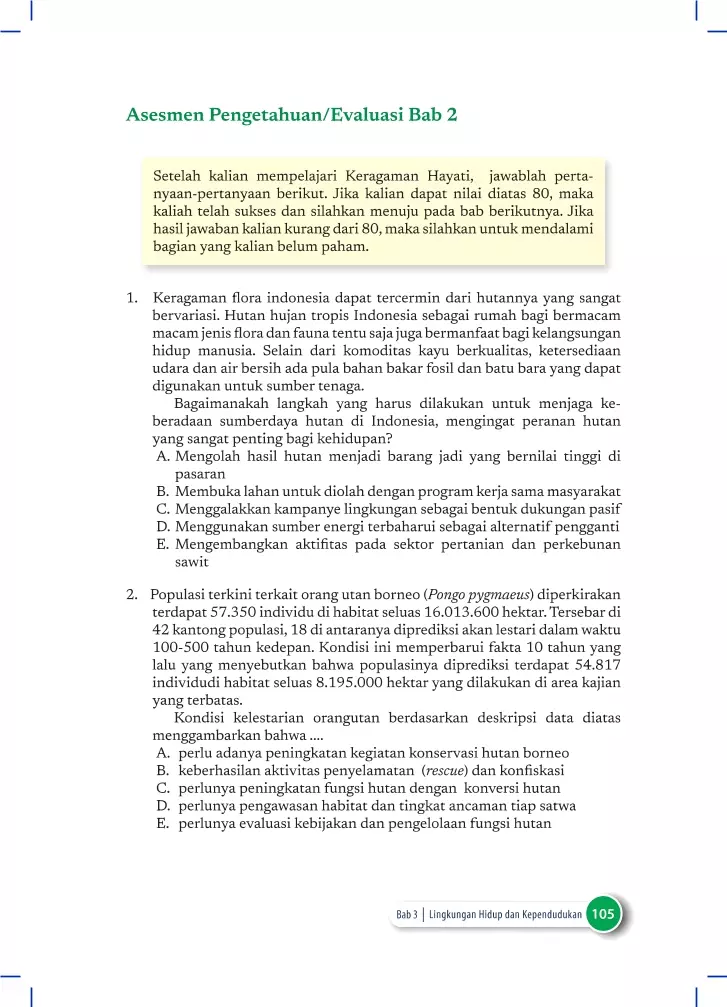 Asesmen Pengetahuan/Evaluasi Bab 2
Setelah kalian mempelajari Keragaman Hayati, jawablah perta-
nyaan-pertanyaan berikut. Jika kalian dapat nilai diatas 80, maka
kaliah telah sukses dan silahkan menuju pada bab berikutnya. Jika
hasil jawaban kalian kurang dari 80, maka silahkan untuk mendalami
bagian yang kalian belum paham.
1. Keragaman flora indonesia dapat tercermin dari hutannya yang sangat
bervariasi. Hutan hujan tropis Indonesia sebagai rumah bagi bermacam
macam jenis flora dan fauna tentu saja juga bermanfaat bagi kelangsungan
hidup manusia. Selain dari komoditas kayu berkualitas, ketersediaan
udara dan air bersih ada pula bahan bakar fosil dan batu bara yang dapat
digunakan untuk sumber tenaga.
Bagaimanakah langkah yang harus dilakukan untuk menjaga ke-
beradaan sumberdaya hutan di Indonesia, mengingat peranan hutan
yang sangat penting bagi kehidupan?
A. Mengolah hasil hutan menjadi barang jadi yang bernilai tinggi di
pasaran
B. Membuka lahan untuk diolah dengan program kerja sama masyarakat
C. Menggalakkan kampanye lingkungan sebagai bentuk dukungan pasif
D. Menggunakan sumber energi terbaharui sebagai alternatif pengganti
E. Mengembangkan aktifitas pada sektor pertanian dan perkebunan
sawit
2. Populasi terkini terkait orang utan borneo (Pongo pygmaeus) diperkirakan
terdapat 57.350 individu di habitat seluas 16.013.600 hektar. Tersebar di
42 kantong populasi, 18 di antaranya diprediksi akan lestari dalam waktu
100-500 tahun kedepan. Kondisi ini memperbarui fakta 10 tahun yang
lalu yang menyebutkan bahwa populasinya diprediksi terdapat 54.817
individudi habitat seluas 8.195.000 hektar yang dilakukan di area kajian
yang terbatas.
Kondisi kelestarian orangutan berdasarkan deskripsi data diatas
menggambarkan bahwa ....
A. perlu adanya peningkatan kegiatan konservasi hutan borneo
B. keberhasilan aktivitas penyelamatan (rescue) dan konfiskasi
C. perlunya peningkatan fungsi hutan dengan konversi hutan
D. perlunya pengawasan habitat dan tingkat ancaman tiap satwa
E. perlunya evaluasi kebijakan dan pengelolaan fungsi hutan
Bab 3 | Lingkungan Hidup dan Kependudukan 105